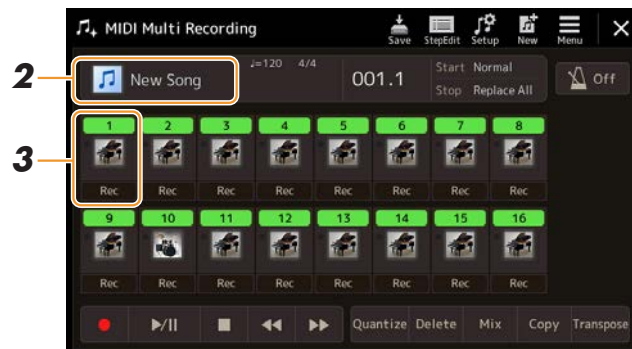 MIDI Multi Recording
Save StepEdit Setup New Menu
2
New Song ♩=120 4/4 001.1 Start Normal Off
Stop Replace All
3
1 2 3 4 5 6 7 8
Rec Rec Rec Rec Rec Rec Rec Rec
9 10 11 12 13 14 15 16
Rec Rec Rec Rec Rec Rec Rec Rec
Quantize Delete Mix Copy Transpose